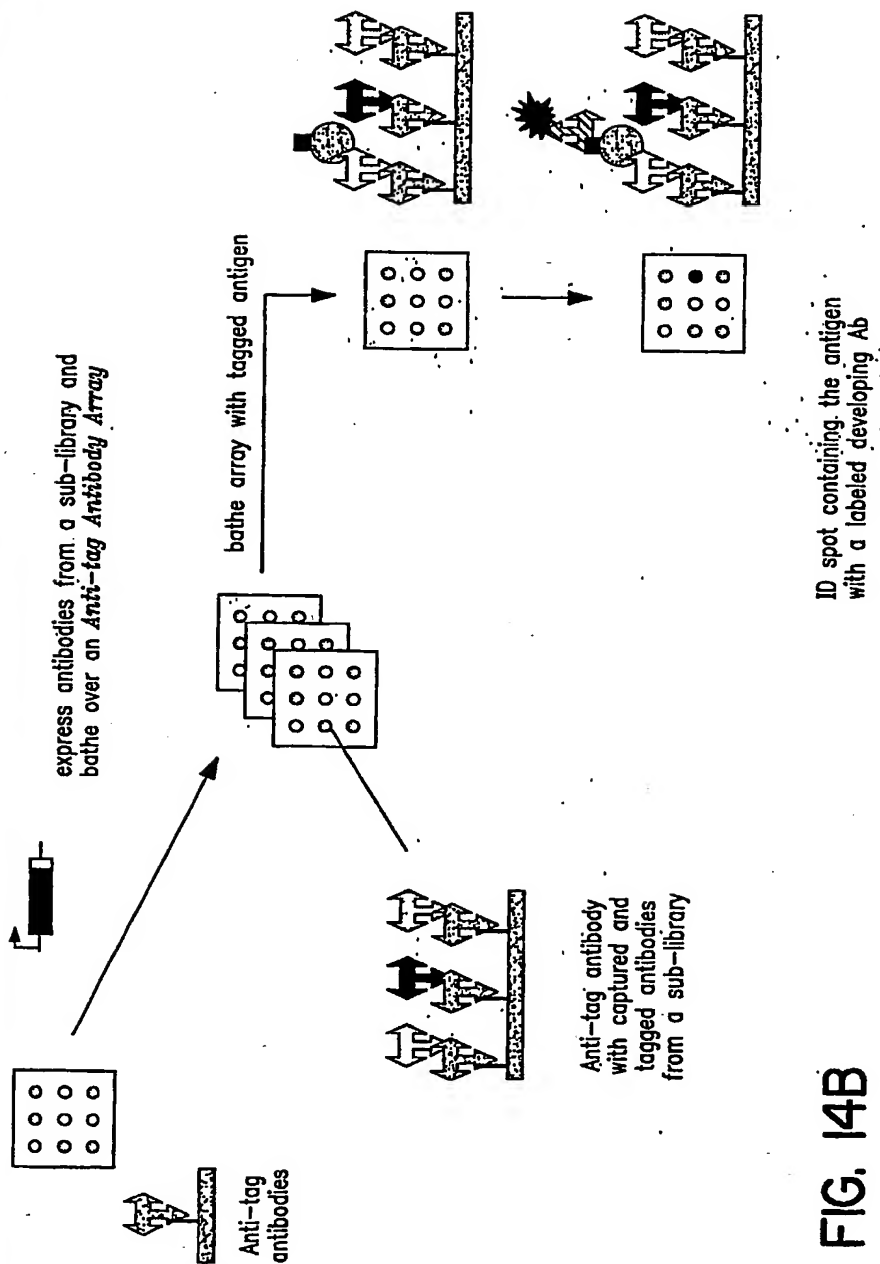 express antibodies from a sub-library and
bathe over an Anti-tag Antibody Array
Anti-tag
antibodies
bathe array with tagged antigen
Anti-tag antibody
with captured and
tagged antibodies
from a sub-library
ID spot containing the antigen
with a labeled developing Ab
FIG. 14B